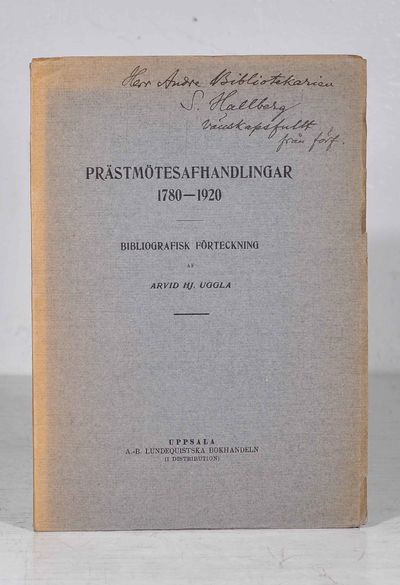 Herr Andre Bibliotekarien
S. Hallberg
vänskapsfullt
från förf.
PRÄSTMÖTESAFHANDLINGAR
1780—1920
BIBLIOGRAFISK FÖRTECKNING
AF
ARVID HJ. UGGLA
UPPSALA
A.-B. LUNDEQUISTSKA BOKHANDELN
(I DISTRIBUTION)